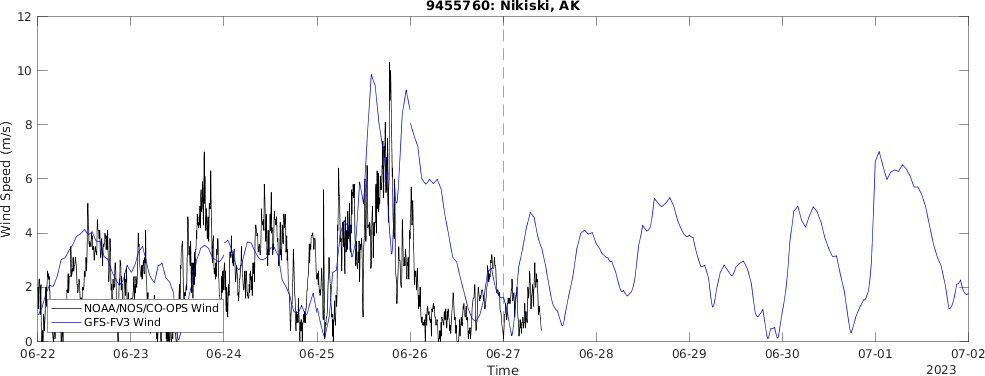 9455760: Nikiski, AK
12
10
8
6
4
2
0
Wind Speed (m/s)
NOAA/NOS/CO-OPS Wind
GFS-FV3 Wind
06-22 06-23 06-24 06-25 06-26 06-27 06-28 06-29 06-30 07-01 07-02
Time
2023